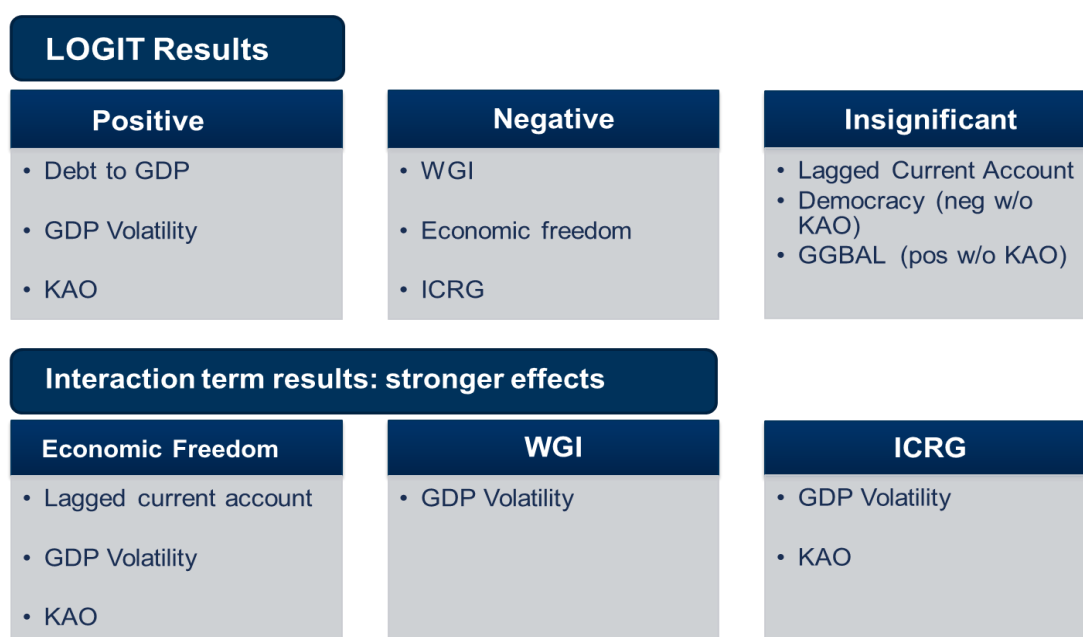 LOGIT Results
Positive
• Debt to GDP
• GDP Volatility
• KAO
Negative
• WGI
• Economic freedom
• ICRG
Insignificant
• Lagged Current Account
• Democracy (neg w/o
KAO)
• GGBAL (pos w/o KAO)
Interaction term results: stronger effects
Economic Freedom
• Lagged current account
• GDP Volatility
• KAO
WGI
• GDP Volatility
ICRG
• GDP Volatility
• KAO